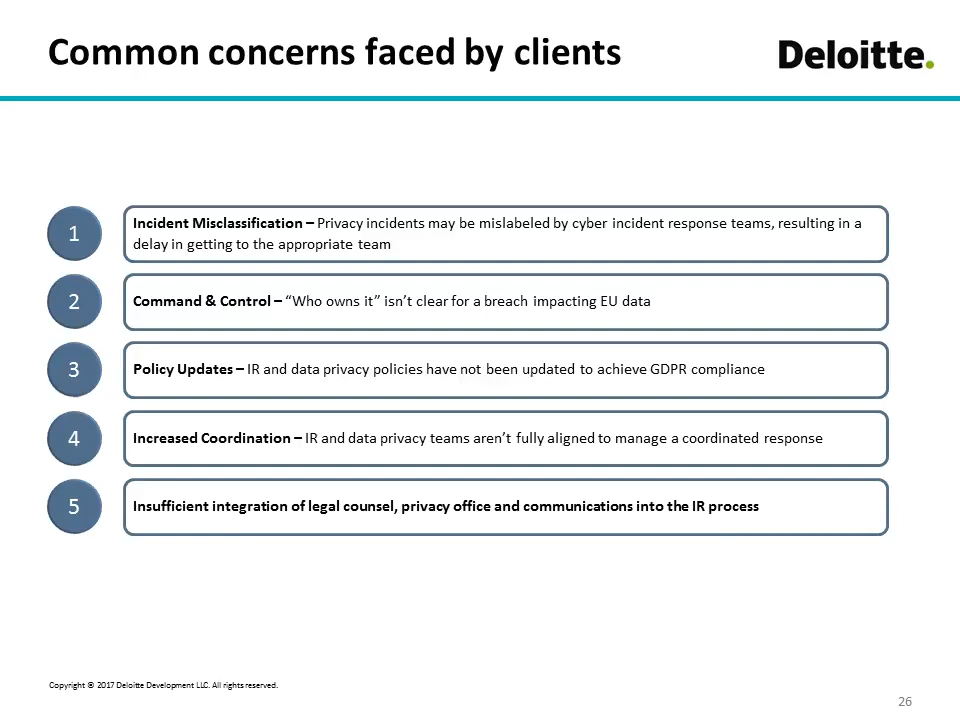 Common concerns faced by clients
Deloitte.
1
Incident Misclassification – Privacy incidents may be mislabeled by cyber incident response teams, resulting in a
delay in getting to the appropriate team
2
Command & Control – “Who owns it” isn’t clear for a breach impacting EU data
3
Policy Updates – IR and data privacy policies have not been updated to achieve GDPR compliance
4
Increased Coordination – IR and data privacy teams aren’t fully aligned to manage a coordinated response
5
Insufficient integration of legal counsel, privacy office and communications into the IR process
Copyright © 2017 Deloitte Development LLC. All rights reserved.
26